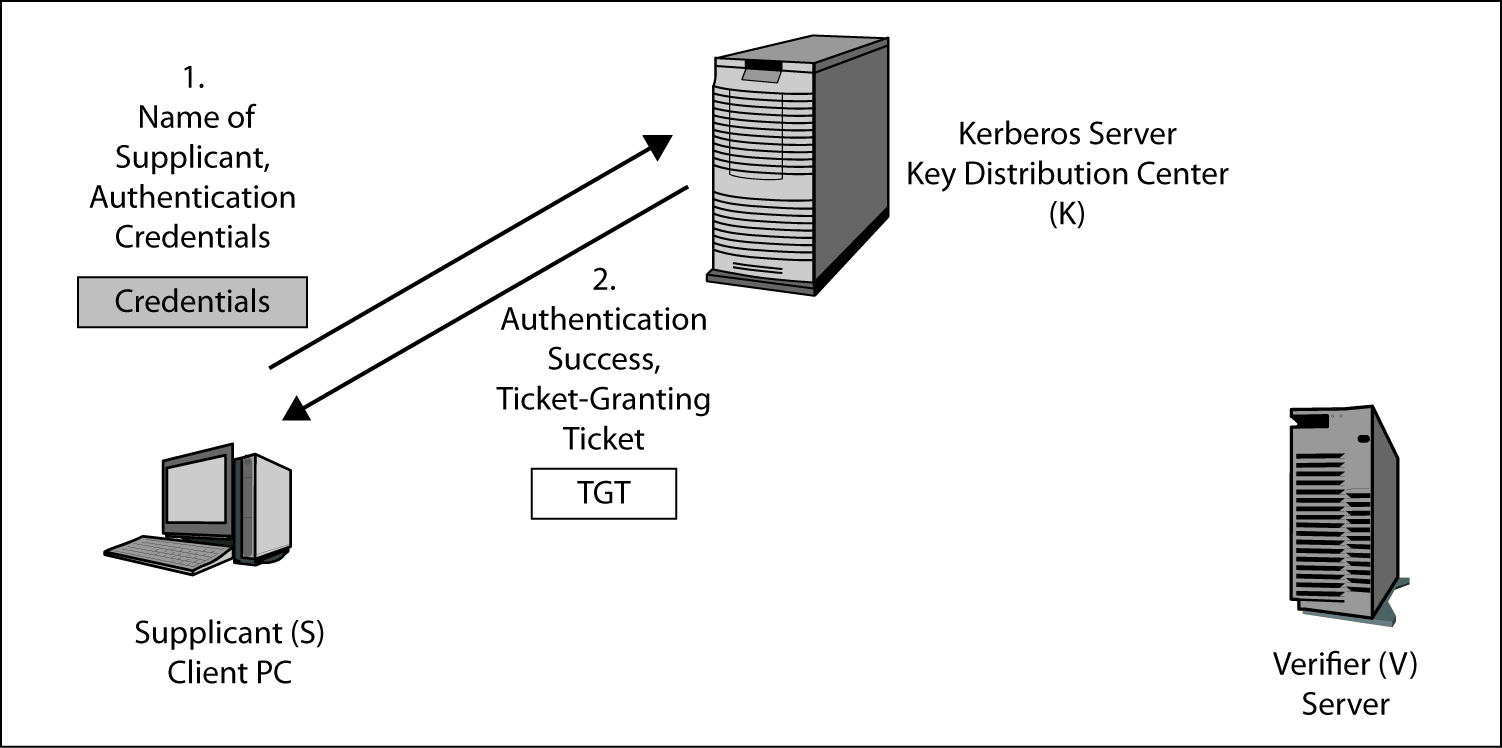 1.
Name of
Supplicant,
Authentication
Credentials
Credentials
Kerberos Server
Key Distribution Center
(K)
2.
Authentication
Success,
Ticket-Granting
Ticket
TGT
Supplicant (S)
Client PC
Verifier (V)
Server